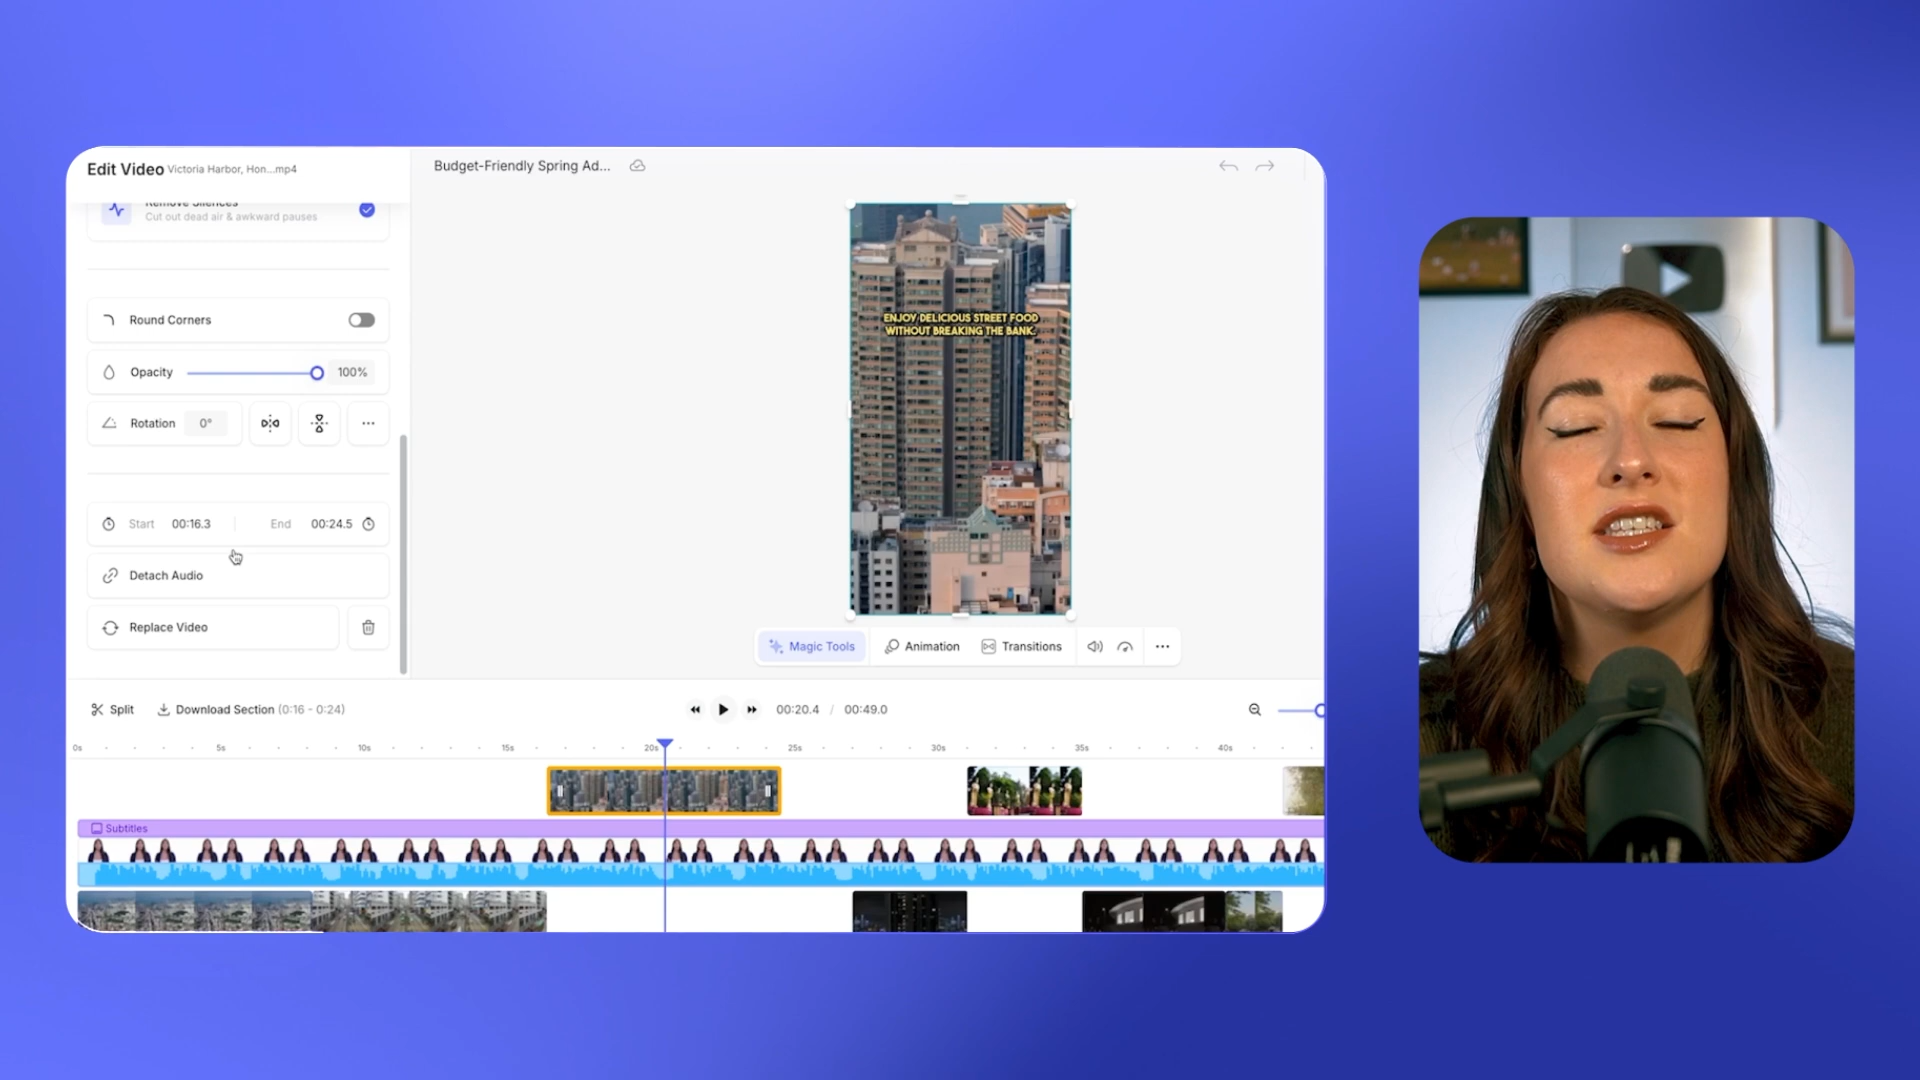 Edit Video Victoria Harbor, Hon...mp4
Budget-Friendly Spring Ad...
Remove Silences
Cut out dead air & awkward pauses
Round Corners
Opacity 100%
Rotation 0°
Start 00:16.3 End 00:24.5
Detach Audio
Replace Video
ENJOY DELICIOUS STREET FOOD
WITHOUT BREAKING THE BANK.
Magic Tools Animation Transitions
Split Download Section (0:16 - 0:24) 00:20.4 / 00:49.0
0s 5s 10s 15s 20s 25s 30s 35s 40s
Subtitles